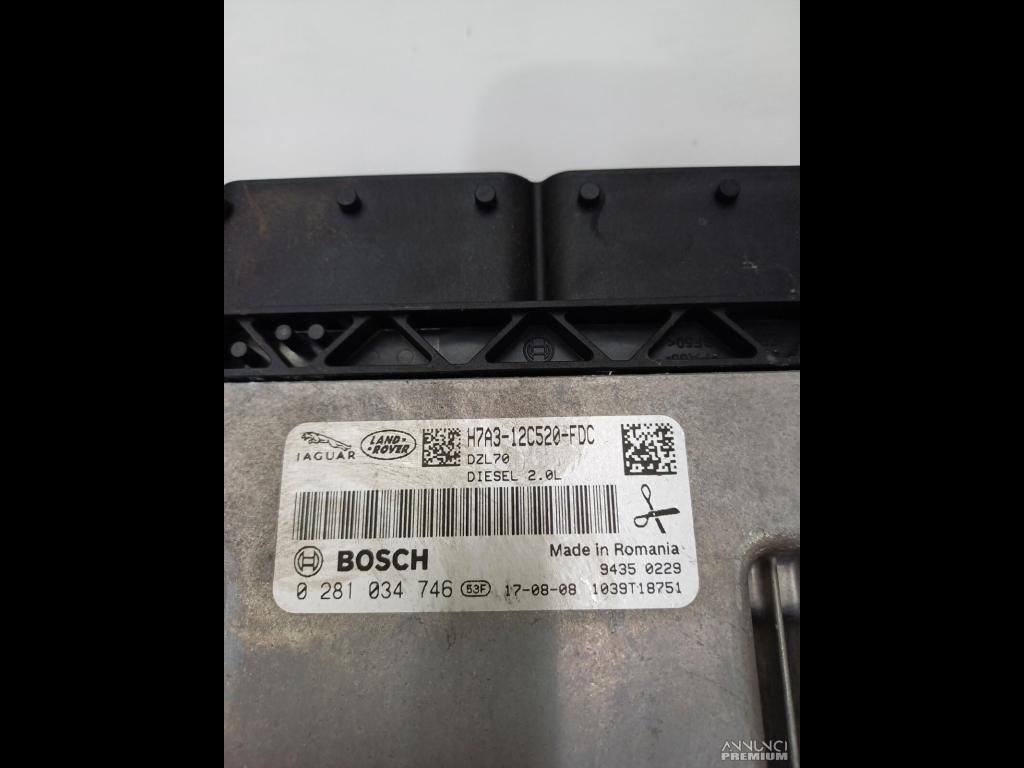 JAGUAR
LAND-
-ROVER
H7A3-12C520-FDC
DZL70
DIESEL 2.0L
BOSCH
Made in Romania
9435 0229
0 281 034 746 53F 17-08-08 1039T18751
ANNUNCI
PREMIUM